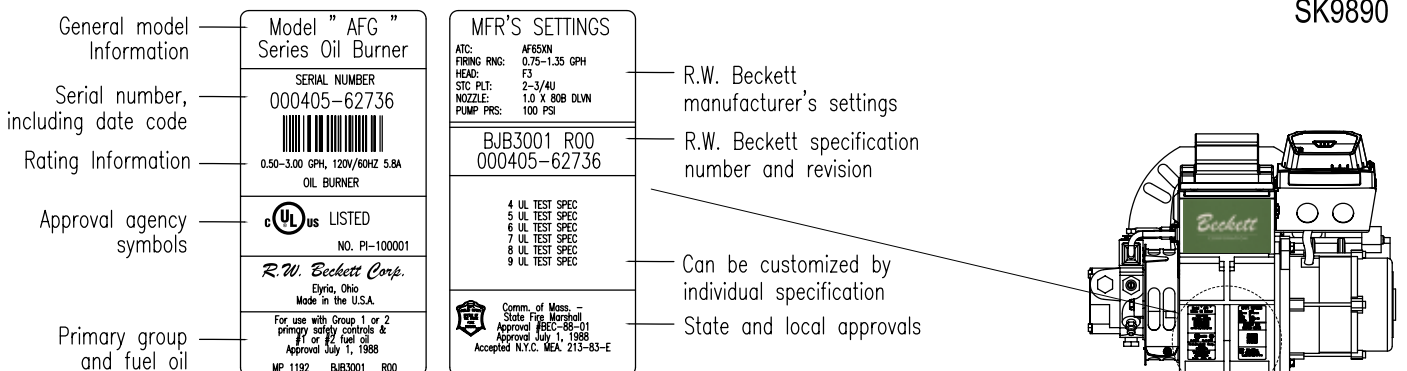 SK9890
General model
Information
Serial number,
including date code
Rating Information
Approval agency
symbols
Primary group
and fuel oil
Model " AFG "
Series Oil Burner
SERIAL NUMBER
000405-62736
0.50-3.00 GPH, 120V/60HZ 5.8A
OIL BURNER
C UL US LISTED
NO. PI-100001
R.W. Beckett Corp.
Elyria, Ohio
Made in the U.S.A.
For use with Group 1 or 2
primary safety controls &
#1 or #2 fuel oil
Approval July 1, 1988
MP 1192 BJB3001 R00
MFR'S SETTINGS
ATC: AF65XN
FIRING RNG: 0.75-1.35 GPH
HEAD: F3
STC PLT: 2-3/4U
NOZZLE: 1.0 X 80B DLVN
PUMP PRS: 100 PSI
BJB3001 R00
000405-62736
4 UL TEST SPEC
5 UL TEST SPEC
6 UL TEST SPEC
7 UL TEST SPEC
8 UL TEST SPEC
9 UL TEST SPEC
Comm. of Mass. -
State Fire Marshall
Approval #BEC-88-01
Approval July 1, 1988
Accepted N.Y.C. MEA. 213-83-E
R.W. Beckett
manufacturer's settings
R.W. Beckett specification
number and revision
Can be customized by
individual specification
State and local approvals
Beckett